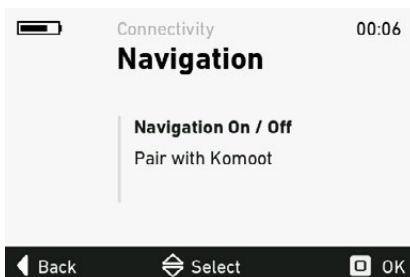 Connectivity
00:06
Navigation
Navigation On / Off
Pair with Komoot
Back
Select
OK